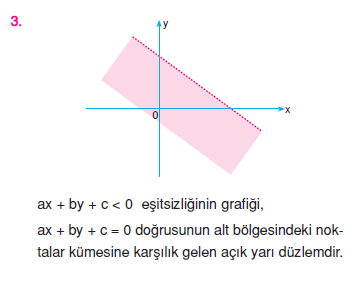 3.
y
x
0
ax + by + c < 0 eşitsizliğinin grafiği,
ax + by + c = 0 doğrusunun alt bölgesindeki nok-
talar kümesine karşılık gelen açık yarı düzlemdir.